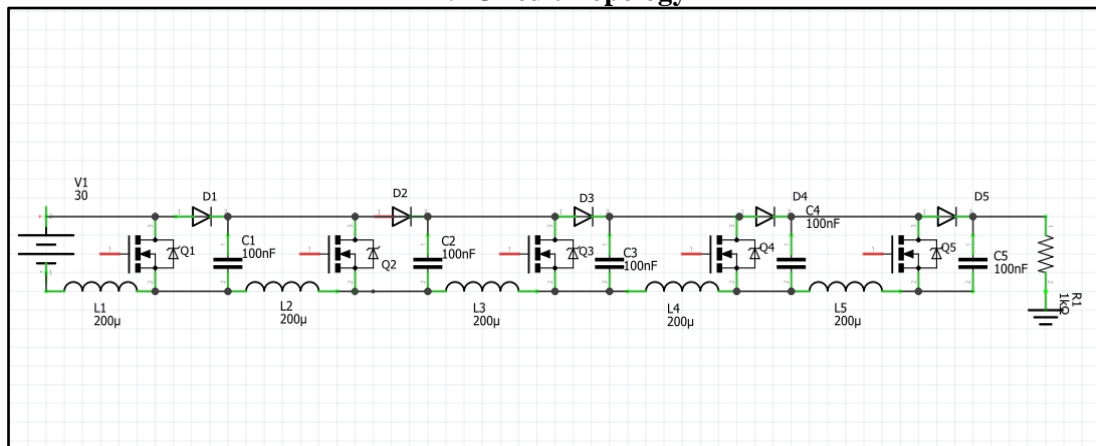 V1
30
D1
Q1
C1
100nF
L1
200µ
D2
Q2
C2
100nF
L2
200µ
D3
Q3
C3
100nF
L3
200µ
D4
C4
100nF
Q4
L4
200µ
D5
Q5
C5
100nF
L5
200µ
R1
1kΩ